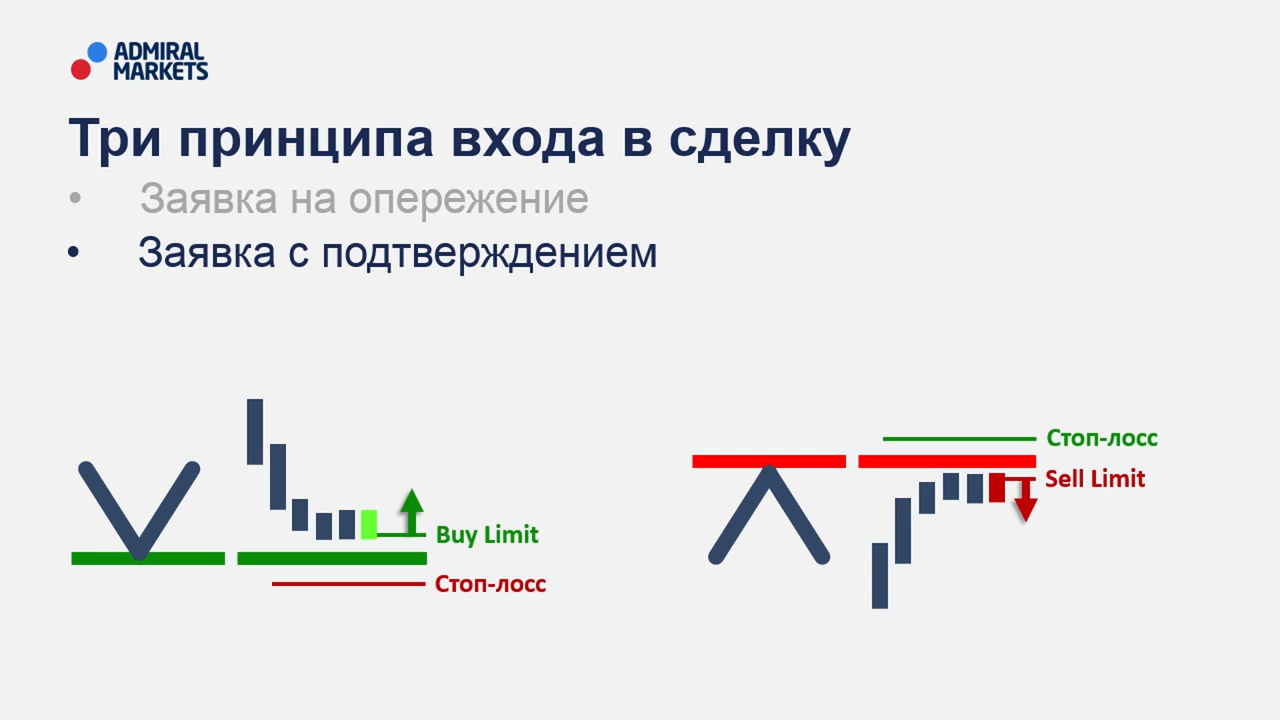 ADMIRAL
MARKETS
Три принципа входа в сделку
• Заявка на опережение
• Заявка с подтверждением
Стоп-лосс
Sell Limit
Buy Limit
Стоп-лосс